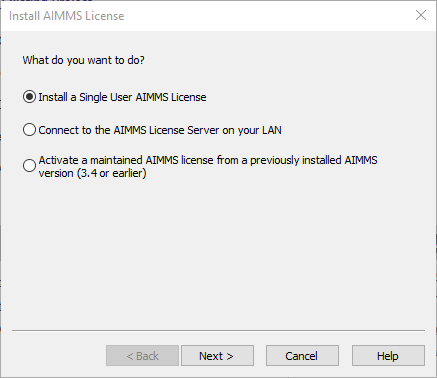 Install AIMMS License
What do you want to do?
Install a Single User AIMMS License
Connect to the AIMMS License Server on your LAN
Activate a maintained AIMMS license from a previously installed AIMMS
version (3.4 or earlier)
< Back
Next >
Cancel
Help